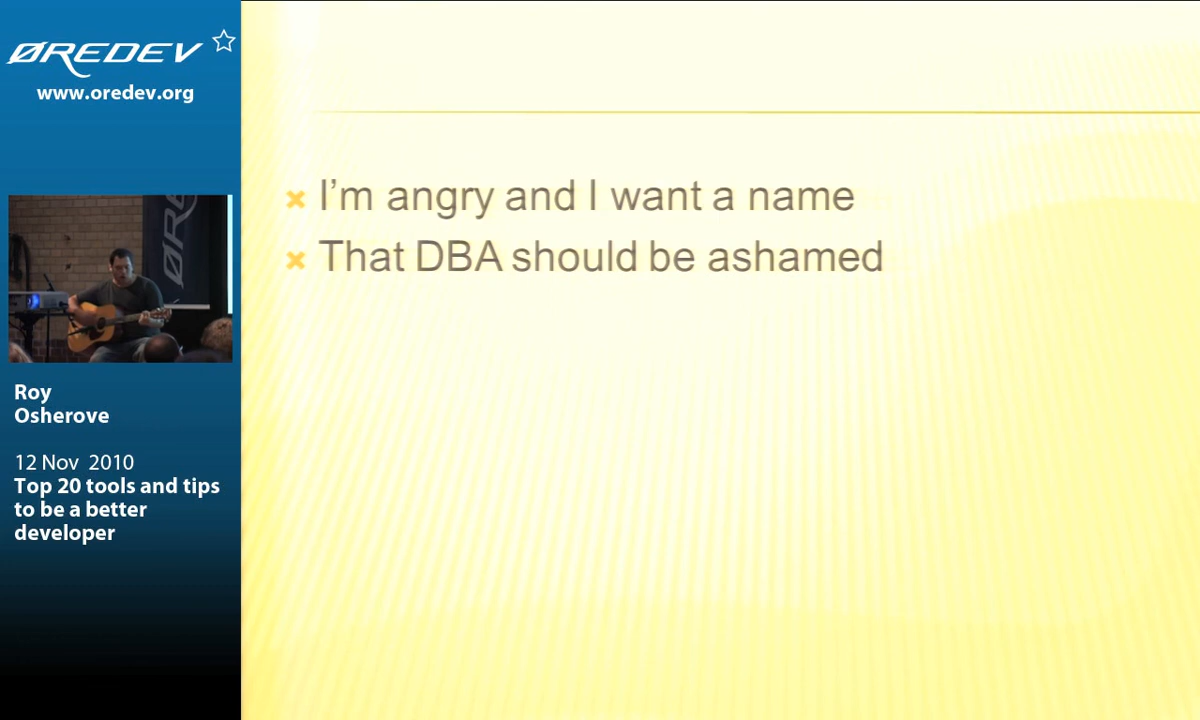 ØREDEV
www.oredev.org
ØRE
Roy
Osherove
12 Nov 2010
Top 20 tools and tips
to be a better
developer
I'm angry and I want a name
That DBA should be ashamed